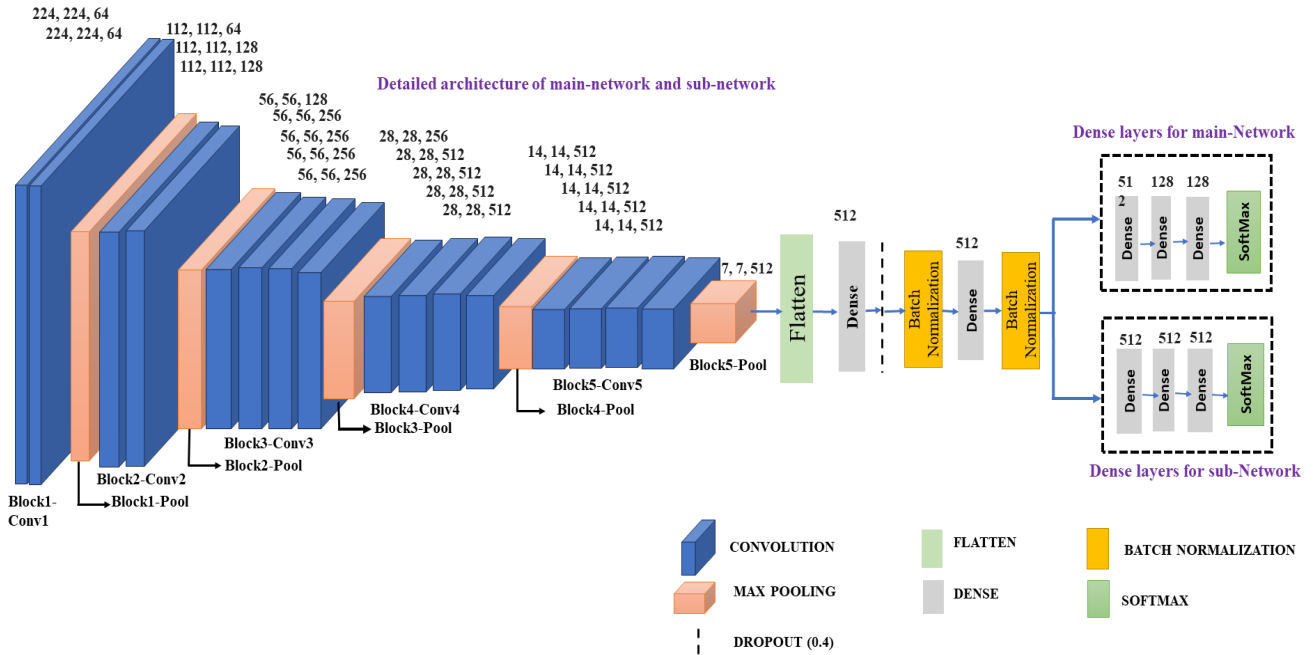 224, 224, 64
224, 224, 64
112, 112, 64
112, 112, 128
112, 112, 128
Detailed architecture of main-network and sub-network
56, 56, 128
56, 56, 256
56, 56, 256
56, 56, 256
56, 56, 256
28, 28, 256
28, 28, 512
28, 28, 512
28, 28, 512
28, 28, 512
14, 14, 512
14, 14, 512
14, 14, 512
14, 14, 512
14, 14, 512
7, 7, 512
Block1-
Conv1
Block1-Pool
Block2-Conv2
Block2-Pool
Block3-Conv3
Block3-Pool
Block4-Conv4
Block4-Pool
Block5-Conv5
Block5-Pool
Flatten
512
Dense
Batch
Normalization
512
Dense
Batch
Normalization
Dense layers for main-Network
51
2
128
128
Dense
Dense
Dense
SoftMax
512
512
512
Dense
Dense
Dense
SoftMax
Dense layers for sub-Network
CONVOLUTION
FLATTEN
BATCH NORMALIZATION
MAX POOLING
DENSE
SOFTMAX
DROPOUT (0.4)